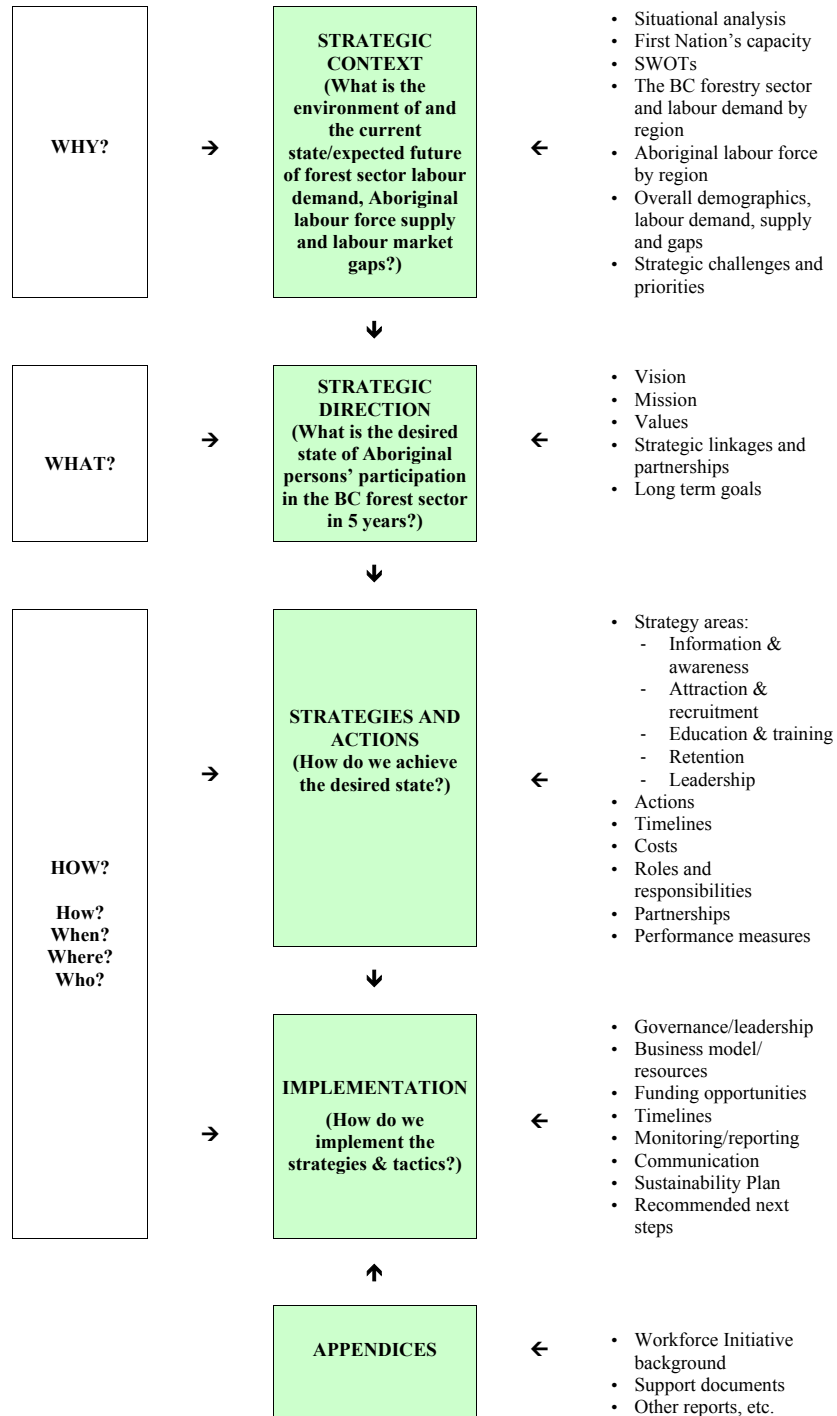 WHY?
→
STRATEGIC
CONTEXT
(What is the
environment of and
the current
state/expected future
of forest sector labour
demand, Aboriginal
labour force supply
and labour market
gaps?)
←
• Situational analysis
• First Nation’s capacity
• SWOTs
• The BC forestry sector
and labour demand by
region
• Aboriginal labour force
by region
• Overall demographics,
labour demand, supply
and gaps
• Strategic challenges and
priorities
↓
WHAT?
→
STRATEGIC
DIRECTION
(What is the desired
state of Aboriginal
persons’ participation
in the BC forest sector
in 5 years?)
←
• Vision
• Mission
• Values
• Strategic linkages and
partnerships
• Long term goals
↓
HOW?
How?
When?
Where?
Who?
→
STRATEGIES AND
ACTIONS
(How do we achieve
the desired state?)
←
• Strategy areas:
- Information &
awareness
- Attraction &
recruitment
- Education & training
- Retention
- Leadership
• Actions
• Timelines
• Costs
• Roles and
responsibilities
• Partnerships
• Performance measures
↓
→
IMPLEMENTATION
(How do we
implement the
strategies & tactics?)
←
• Governance/leadership
• Business model/
resources
• Funding opportunities
• Timelines
• Monitoring/reporting
• Communication
• Sustainability Plan
• Recommended next
steps
↑
APPENDICES
←
• Workforce Initiative
background
• Support documents
• Other reports, etc.